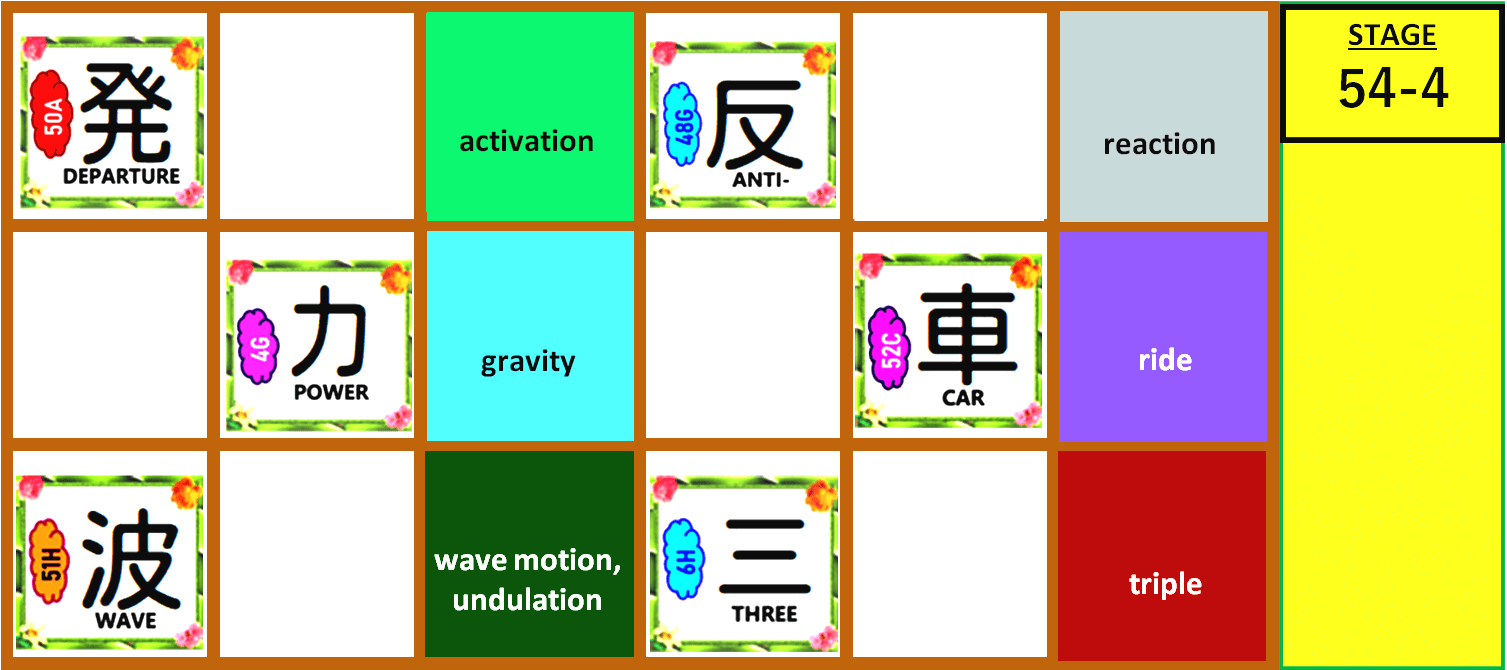 50A
発
DEPARTURE
activation
48G
反
ANTI-
reaction
STAGE
54-4
4G
力
POWER
gravity
52C
車
CAR
ride
51H
波
WAVE
wave motion,
undulation
6H
三
THREE
triple